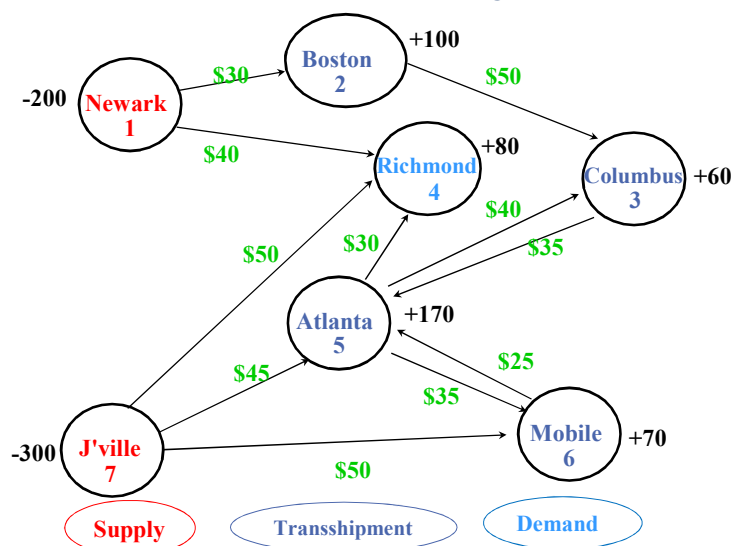 +100
Boston
2
$30
$50
-200
Newark
1
+80
$40
Richmond
4
Columbus
3
+60
$40
$30
$50
$35
Atlanta
5
+170
$25
$45
$35
-300
J'ville
7
Mobile
6
+70
$50
Supply
Transshipment
Demand